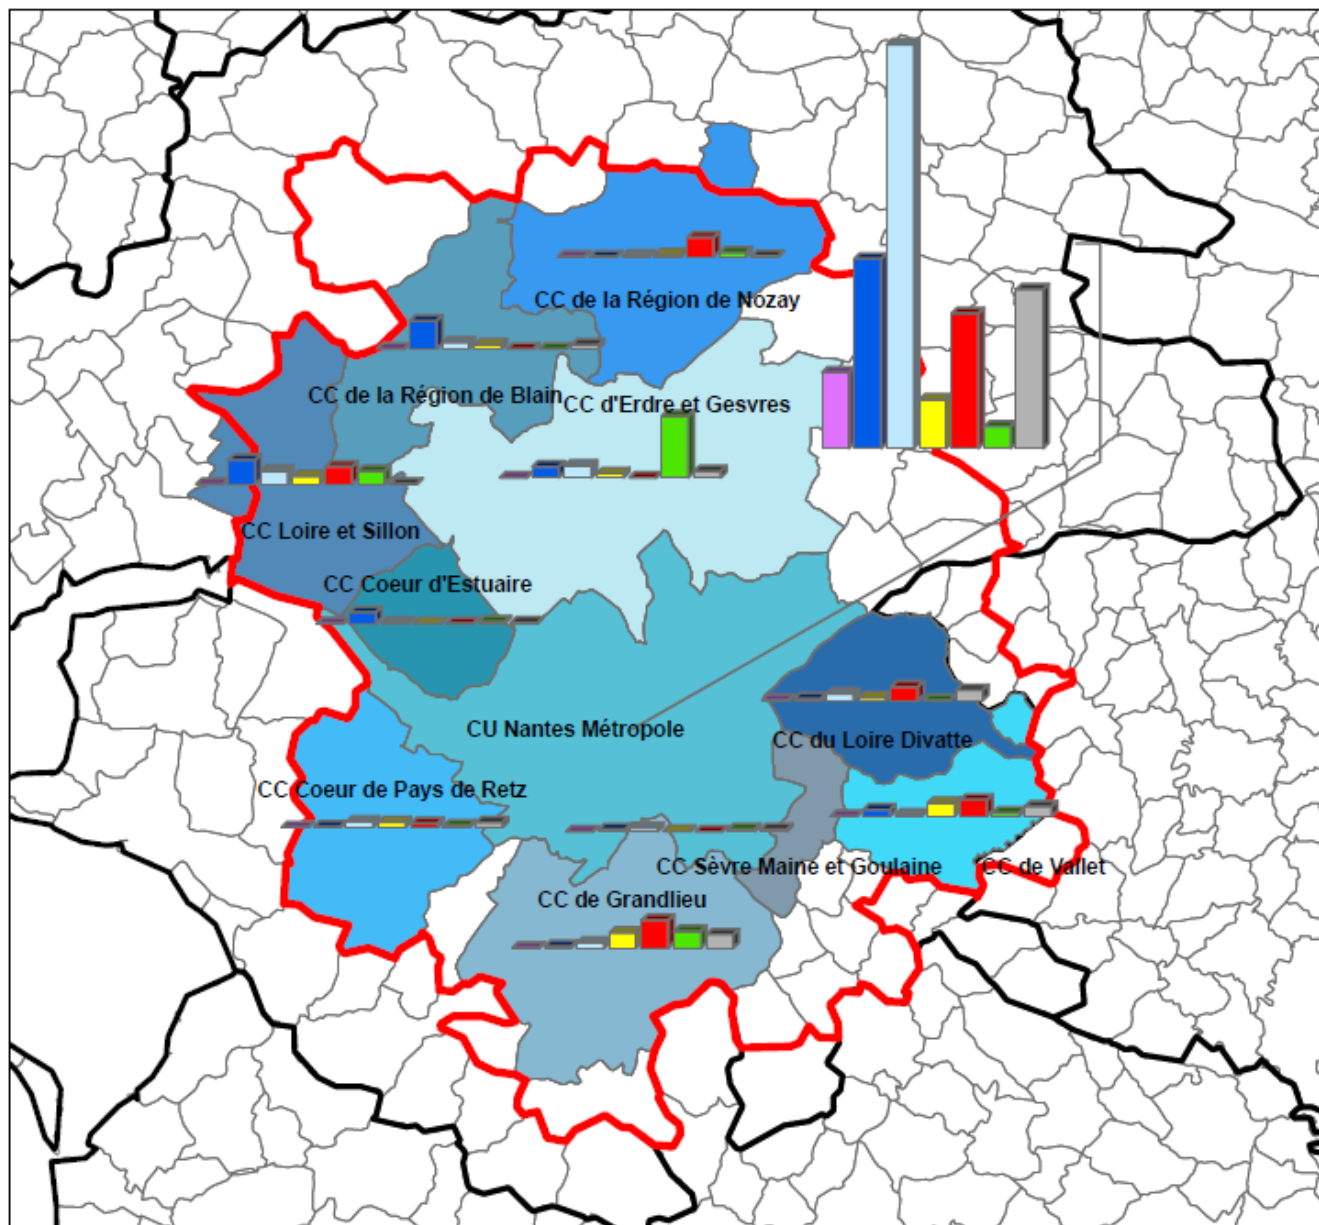 CC de la Région de Nozay
CC de la Région de Blain
CC d'Erdre et Gesvres
CC Loire et Sillon
CC Coeur d'Estuaire
CU Nantes Métropole
CC du Loire Divatte
CC Coeur de Pays de Retz
CC Sèvre Maine et Goulaine
CC de Vallet
CC de Grandlieu